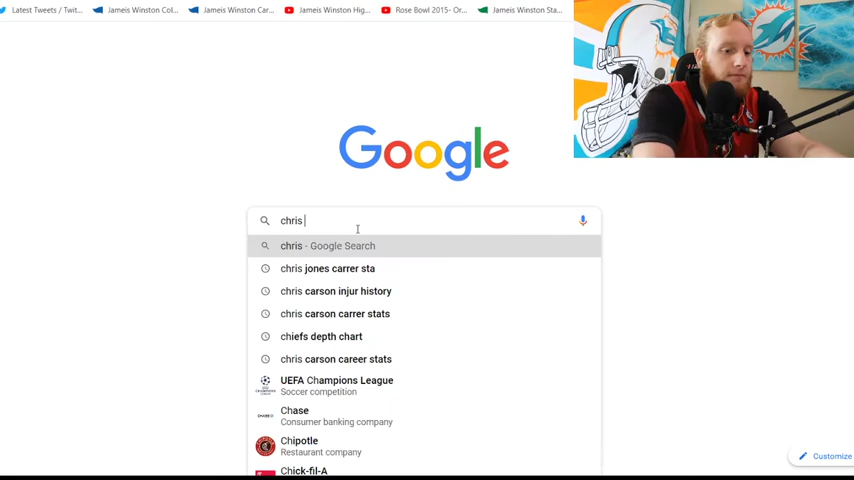 Latest Tweets / Twit...
Jameis Winston Col...
Jameis Winston Car...
Jameis Winston Hig...
Rose Bowl 2015- Or...
Jameis Winston Sta...
Google
chris
chris - Google Search
chris jones carrer sta
chris carson injur history
chris carson carrer stats
chiefs depth chart
chris carson career stats
UEFA Champions League
Soccer competition
CHASE
Chase
Consumer banking company
Chipotle
Restaurant company
Chick-fil-A
Customize